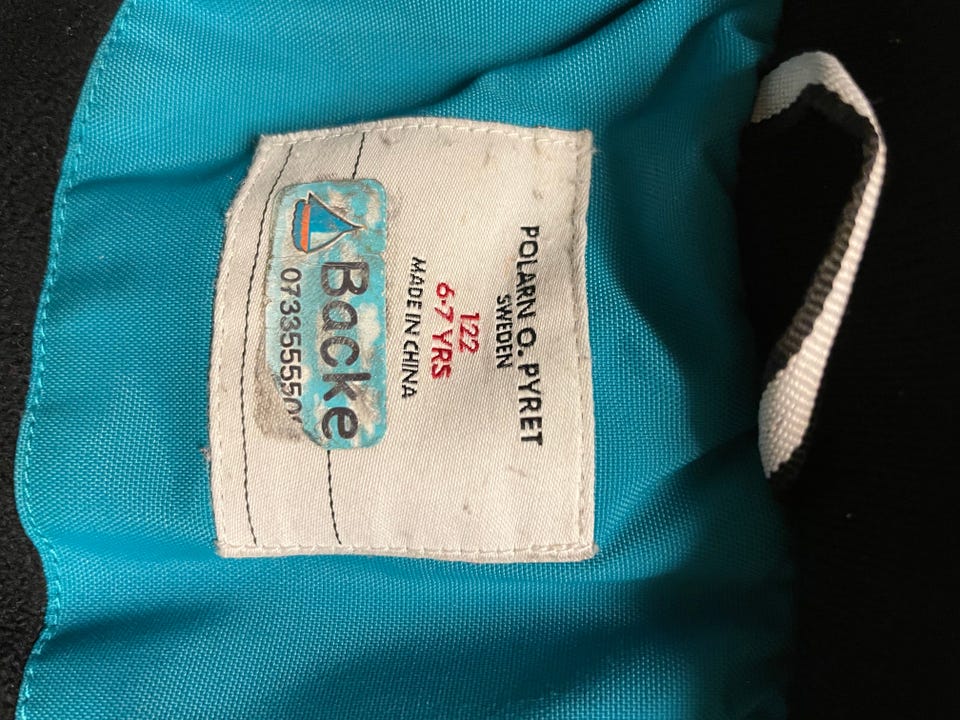 POLARN O. PYRET
SWEDEN
122
6-7 YRS
MADE IN CHINA
Backe